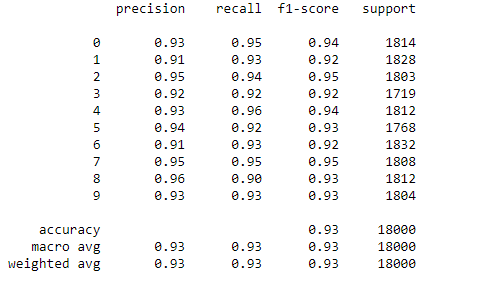 precision recall f1-score support
0 0.93 0.95 0.94 1814
1 0.91 0.93 0.92 1828
2 0.95 0.94 0.95 1803
3 0.92 0.92 0.92 1719
4 0.93 0.96 0.94 1812
5 0.94 0.92 0.93 1768
6 0.91 0.93 0.92 1832
7 0.95 0.95 0.95 1808
8 0.96 0.90 0.93 1812
9 0.93 0.93 0.93 1804
accuracy 0.93 18000
macro avg 0.93 0.93 0.93 18000
weighted avg 0.93 0.93 0.93 18000